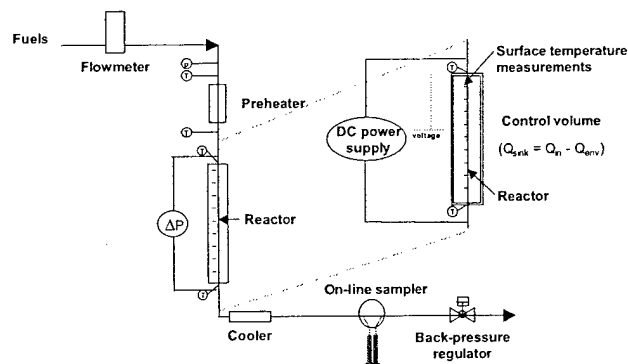 Fuels
Flowmeter
P
T
Preheater
T
T
ΔP
Reactor
T
Cooler
On-line sampler
Back-pressure
regulator
DC power
supply
voltage
T
Surface temperature
measurements
Control volume
(Qsink = Qin - Qenv)
Reactor
T